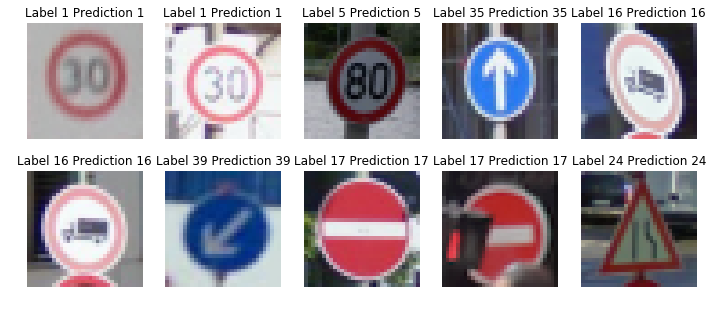 Label 1 Prediction 1
Label 1 Prediction 1
Label 5 Prediction 5
Label 35 Prediction 35
Label 16 Prediction 16
30
30
80
Label 16 Prediction 16
Label 39 Prediction 39
Label 17 Prediction 17
Label 17 Prediction 17
Label 24 Prediction 24